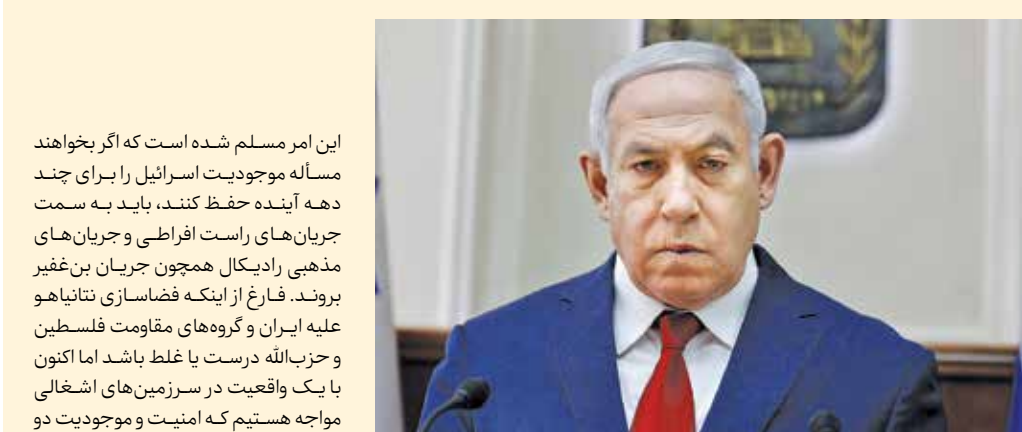 این امر مسلم شده است که اگر بخواهند
مسأله موجودیت اسرائیل را برای چند
دهه آینده حفظ کنند، باید به سمت
جریان‌های راست افراطی و جریان‌های
مذهبی رادیکال همچون جریان بن‌غفیر
بروند. فارغ از اینکه فضاسازی نتانیاهو
علیه ایران و گروه‌های مقاومت فلسطین
و حزب‌الله درست یا غلط باشد اما اکنون
با یک واقعیت در سرزمین‌های اشغالی
مواجه هستیم که امنیت و موجودیت دو